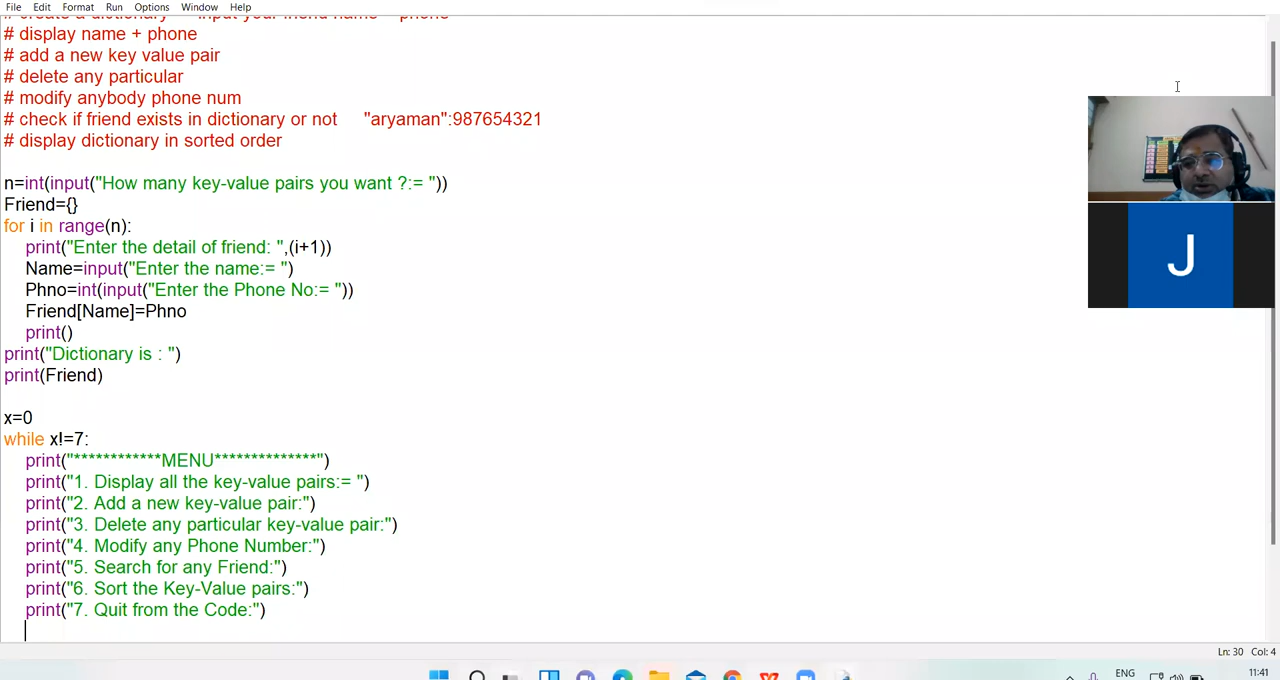 File Edit Format Run Options Window Help
# create a dictionary input your friend name phone
# display name + phone
# add a new key value pair
# delete any particular
# modify anybody phone num
# check if friend exists in dictionary or not "aryaman":987654321
# display dictionary in sorted order
n=int(input("How many key-value pairs you want ?:= "))
Friend={}
for i in range(n):
print("Enter the detail of friend: ",(i+1))
Name=input("Enter the name:= ")
Phno=int(input("Enter the Phone No:= "))
Friend[Name]=Phno
print()
print("Dictionary is : ")
print(Friend)
x=0
while x!=7:
print("************MENU**************")
print("1. Display all the key-value pairs:= ")
print("2. Add a new key-value pair:")
print("3. Delete any particular key-value pair:")
print("4. Modify any Phone Number:")
print("5. Search for any Friend:")
print("6. Sort the Key-Value pairs:")
print("7. Quit from the Code:")
J
Ln: 30 Col: 4
ENG
11:41